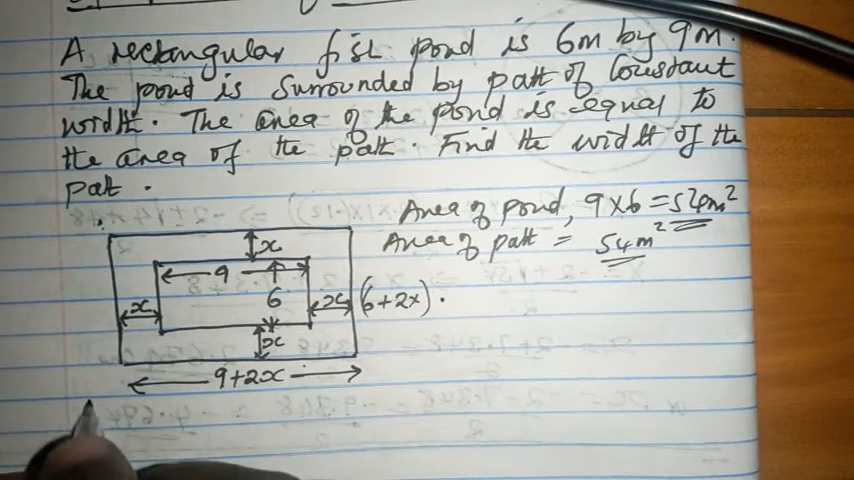 A rectangular fish pond is 6m by 9m.
The pond is surrounded by path of constant
width. The area of the pond is equal to
the area of the path. Find the width of the
path.
Area of pond, 9x6 = 54m²
Area of path = 54m²
x
9
6
x
x
(6+2x).
x
9+2x